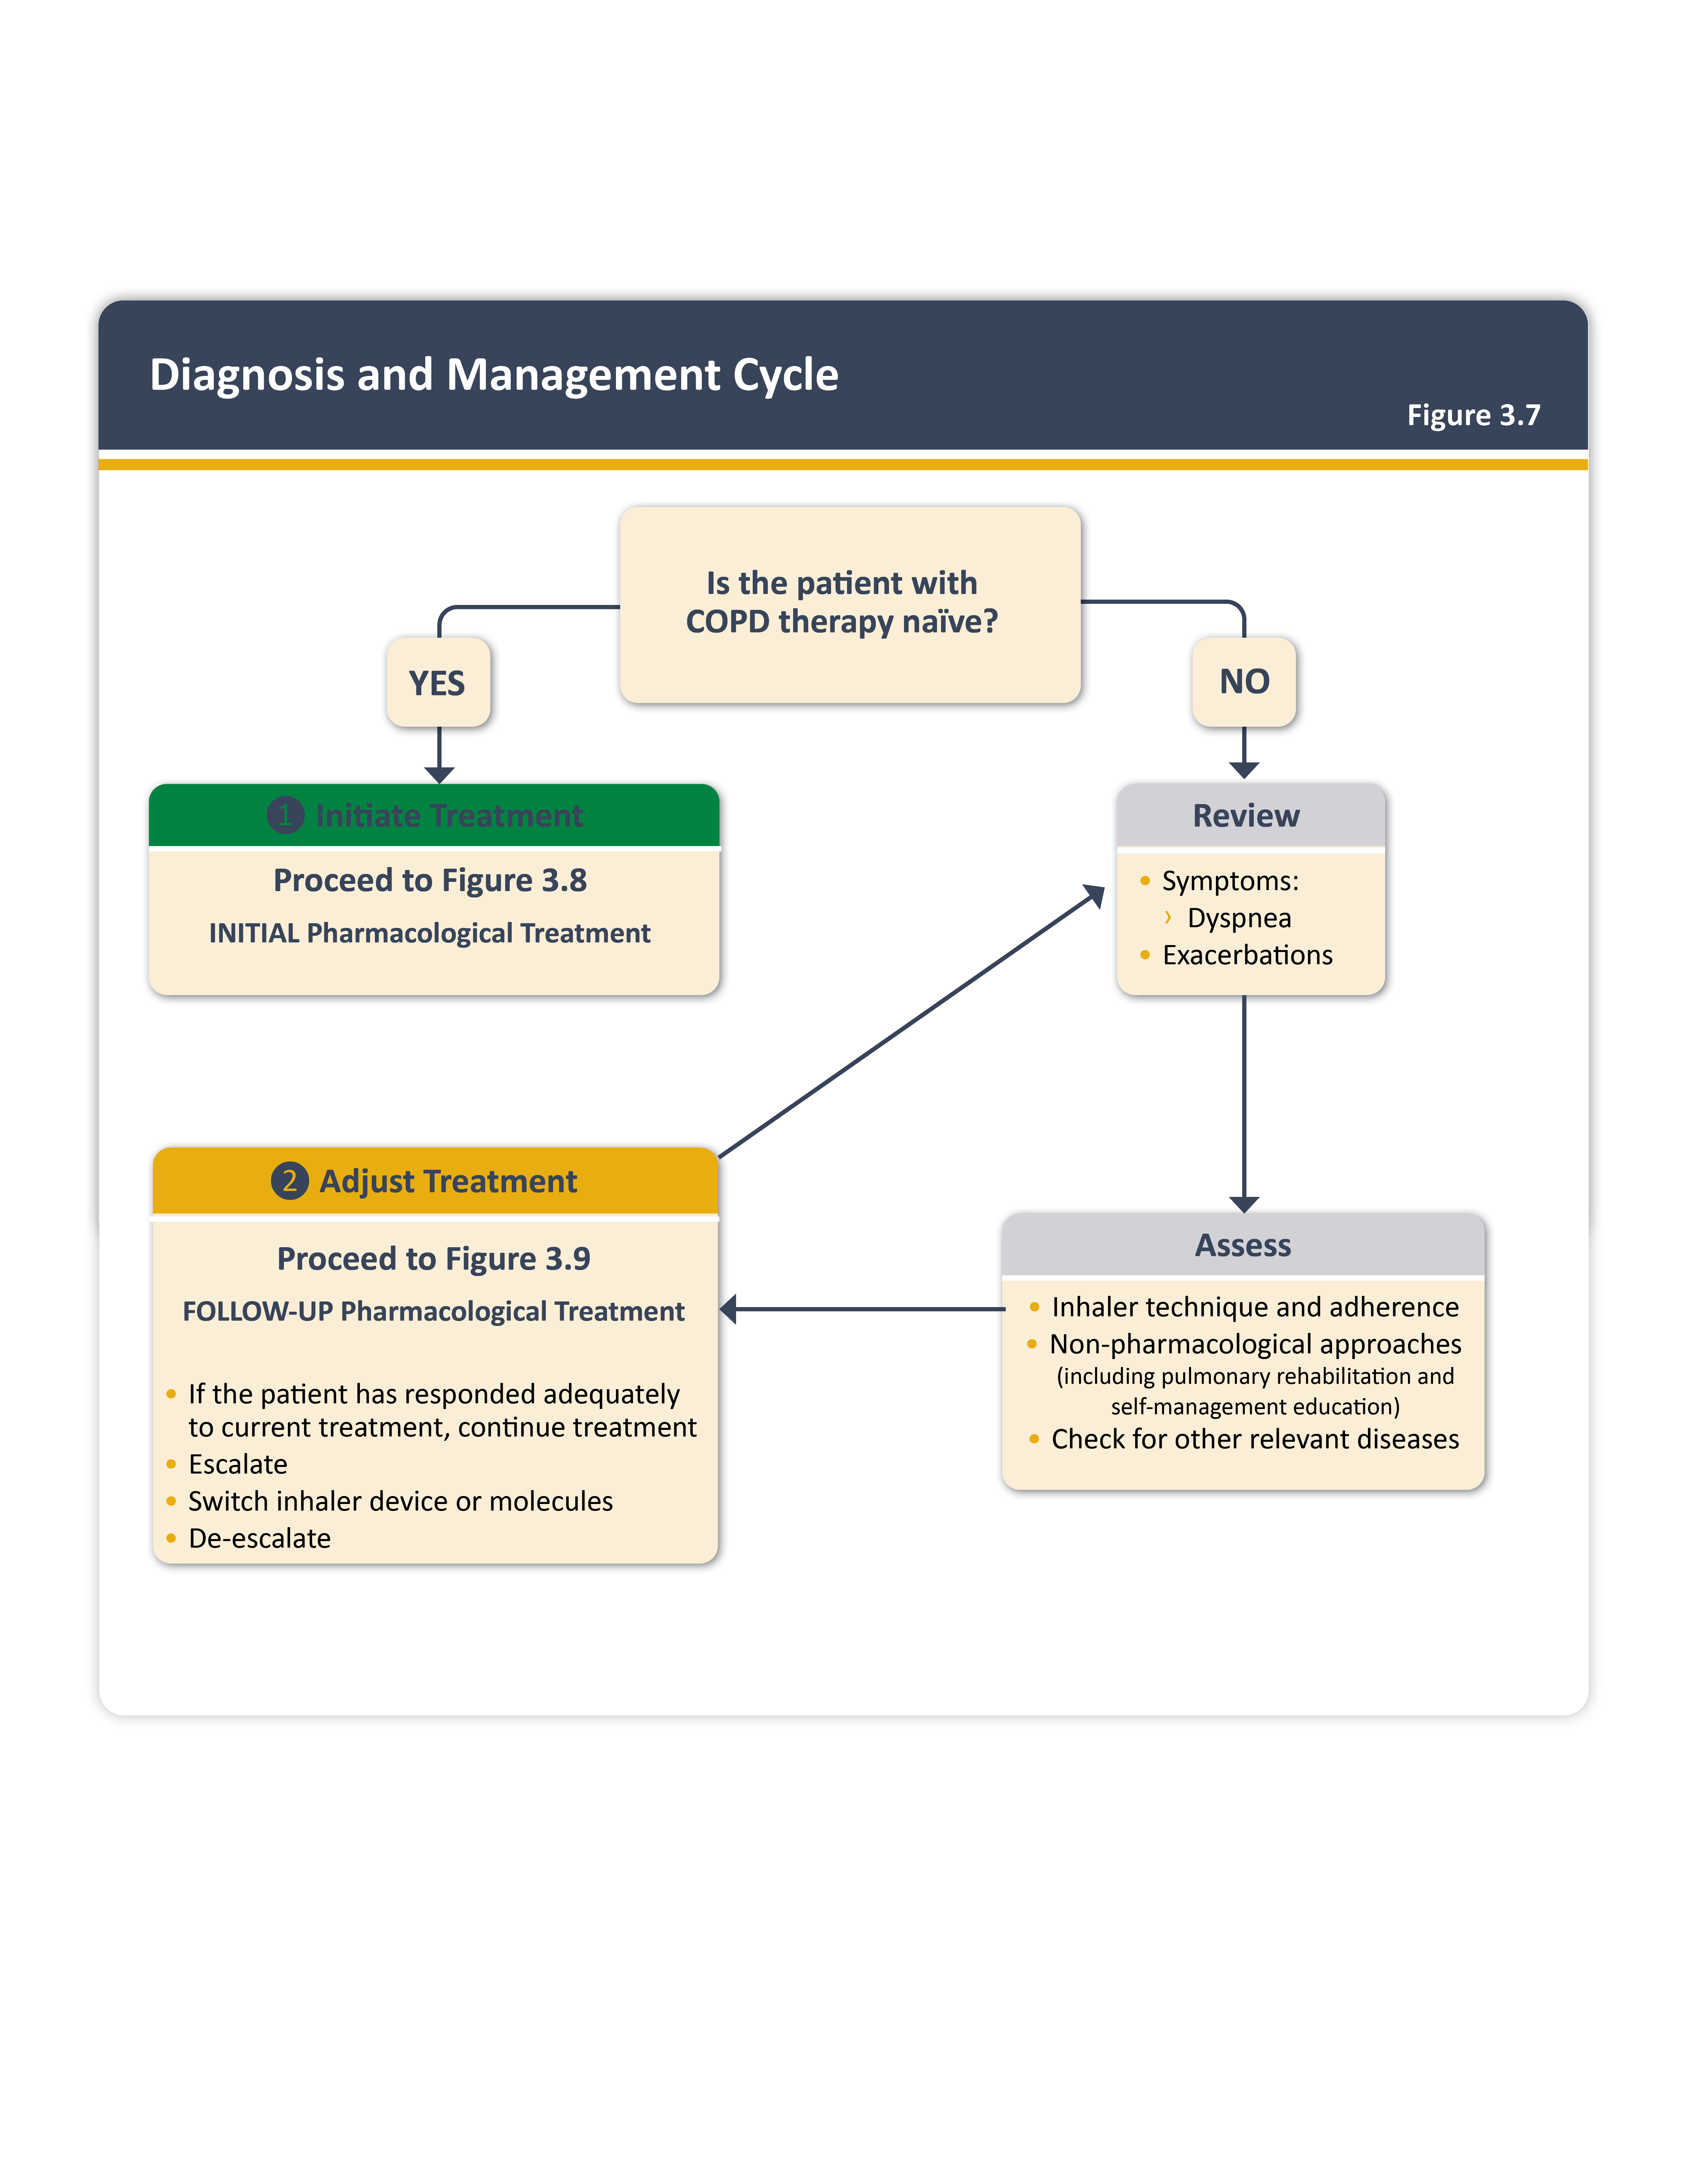 Diagnosis and Management Cycle
Figure 3.7
Is the patient with
COPD therapy naïve?
YES
NO
1 Initiate Treatment
Proceed to Figure 3.8
INITIAL Pharmacological Treatment
Review
• Symptoms:
› Dyspnea
• Exacerbations
2 Adjust Treatment
Proceed to Figure 3.9
FOLLOW-UP Pharmacological Treatment
• If the patient has responded adequately
to current treatment, continue treatment
• Escalate
• Switch inhaler device or molecules
• De-escalate
Assess
• Inhaler technique and adherence
• Non-pharmacological approaches
(including pulmonary rehabilitation and
self-management education)
• Check for other relevant diseases